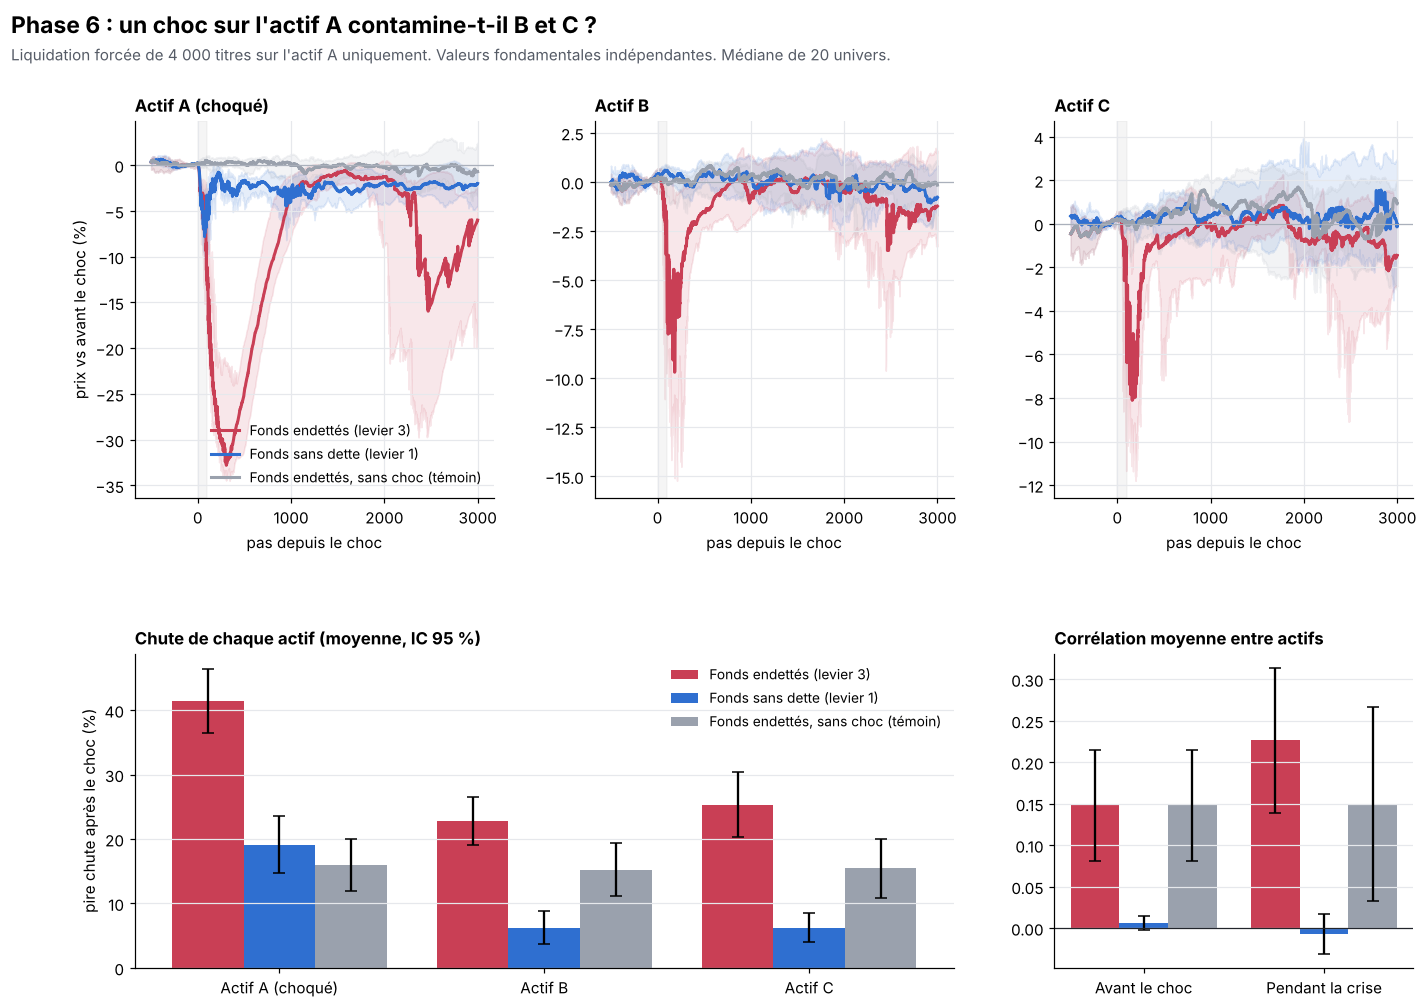 Phase 6 : un choc sur l'actif A contamine-t-il B et C ?
Liquidation forcée de 4 000 titres sur l'actif A uniquement. Valeurs fondamentales indépendantes. Médiane de 20 univers.
Actif A (choqué)
prix vs avant le choc (%)
0
−5
−10
−15
−20
−25
−30
−35
Fonds endettés (levier 3)
Fonds sans dette (levier 1)
Fonds endettés, sans choc (témoin)
0 1000 2000 3000
pas depuis le choc
Actif B
2.5
0.0
−2.5
−5.0
−7.5
−10.0
−12.5
−15.0
0 1000 2000 3000
pas depuis le choc
Actif C
4
2
0
−2
−4
−6
−8
−10
−12
0 1000 2000 3000
pas depuis le choc
Chute de chaque actif (moyenne, IC 95 %)
pire chute après le choc (%)
40
30
20
10
0
Fonds endettés (levier 3)
Fonds sans dette (levier 1)
Fonds endettés, sans choc (témoin)
Actif A (choqué) Actif B Actif C
Corrélation moyenne entre actifs
0.30
0.25
0.20
0.15
0.10
0.05
0.00
Avant le choc Pendant la crise